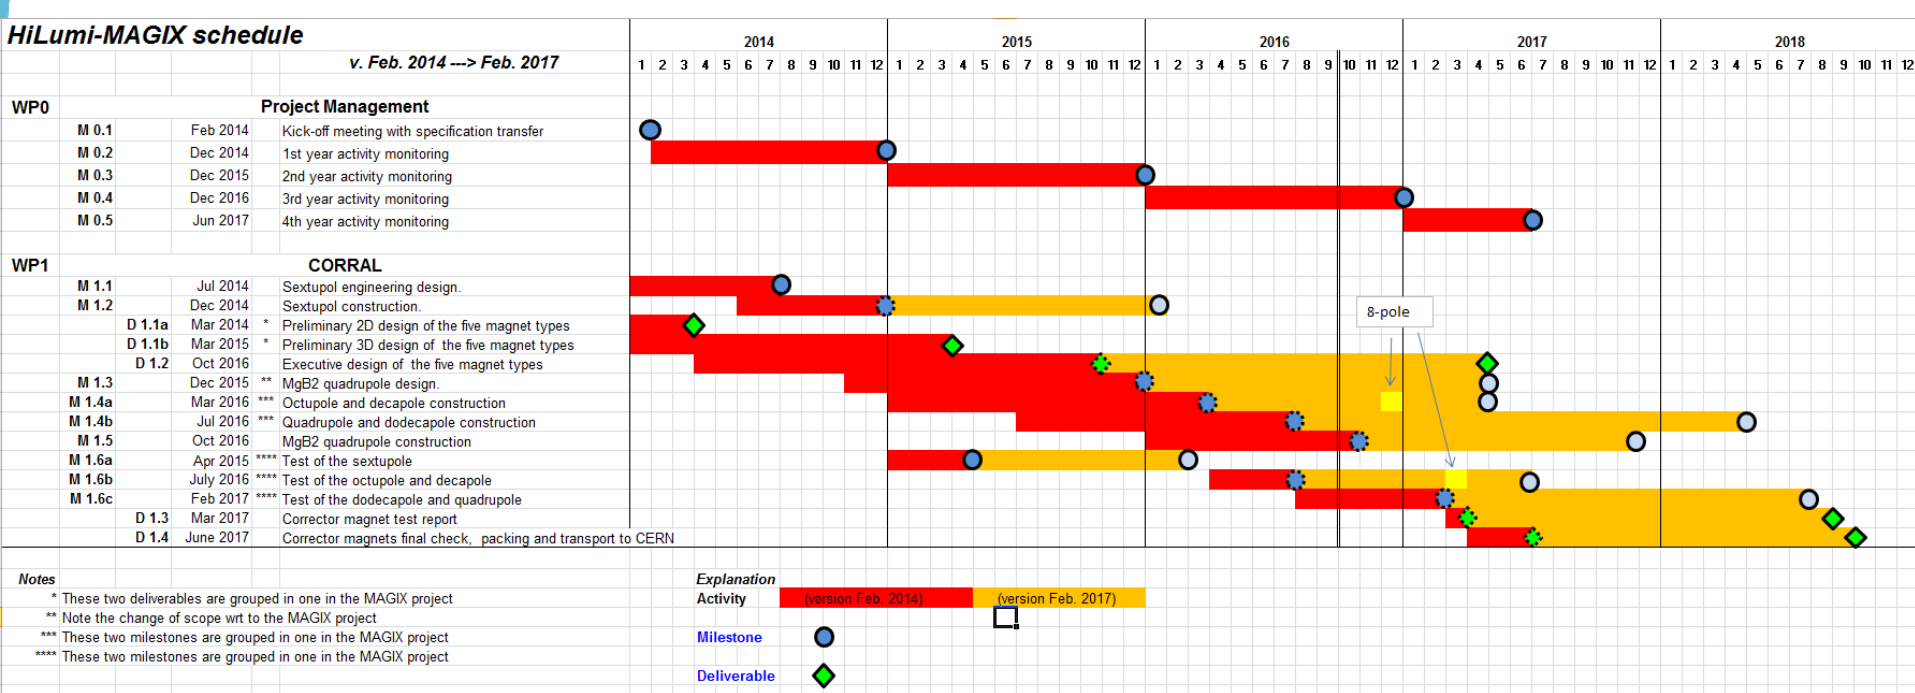 HiLumi-MAGIX schedule
2014 2015 2016 2017 2018
v. Feb. 2014 ---> Feb. 2017 1 2 3 4 5 6 7 8 9 10 11 12 1 2 3 4 5 6 7 8 9 10 11 12 1 2 3 4 5 6 7 8 9 10 11 12 1 2 3 4 5 6 7 8 9 10 11 12 1 2 3 4 5 6 7 8 9 10 11 12
WP0 Project Management
M 0.1 Feb 2014 Kick-off meeting with specification transfer
M 0.2 Dec 2014 1st year activity monitoring
M 0.3 Dec 2015 2nd year activity monitoring
M 0.4 Dec 2016 3rd year activity monitoring
M 0.5 Jun 2017 4th year activity monitoring
WP1 CORRAL
M 1.1 Jul 2014 Sextupol engineering design.
M 1.2 Dec 2014 Sextupol construction.
8-pole
D 1.1a Mar 2014 * Preliminary 2D design of the five magnet types
D 1.1b Mar 2015 * Preliminary 3D design of the five magnet types
D 1.2 Oct 2016 Executive design of the five magnet types
M 1.3 Dec 2015 ** MgB2 quadrupole design.
M 1.4a Mar 2016 *** Octupole and decapole construction
M 1.4b Jul 2016 *** Quadrupole and dodecapole construction
M 1.5 Oct 2016 MgB2 quadrupole construction
M 1.6a Apr 2015 **** Test of the sextupole
M 1.6b July 2016 **** Test of the octupole and decapole
M 1.6c Feb 2017 **** Test of the dodecapole and quadrupole
D 1.3 Mar 2017 Corrector magnet test report
D 1.4 June 2017 Corrector magnets final check, packing and transport to CERN
Notes Explanation
* These two deliverables are grouped in one in the MAGIX project Activity (version Feb. 2014) (version Feb. 2017)
** Note the change of scope wrt to the MAGIX project
*** These two milestones are grouped in one in the MAGIX project Milestone
**** These two milestones are grouped in one in the MAGIX project
Deliverable